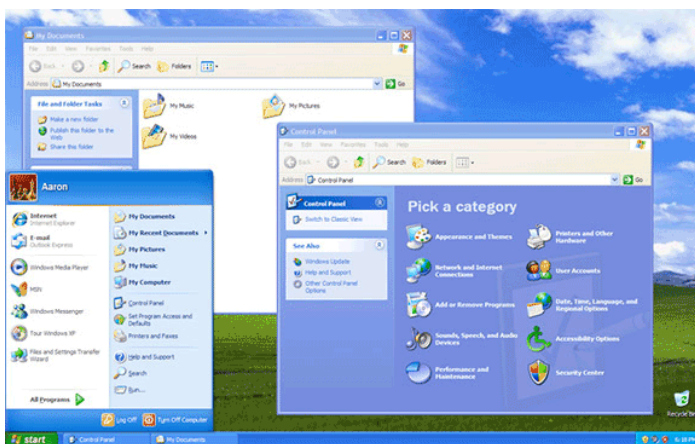 My Documents
File Edit View Favorites Tools Help
Back
Search Folders
Address My Documents Go
File and Folder Tasks
Make a new folder
Publish this folder to the
Web
Share this folder
My Music
My Pictures
My Videos
Control Panel
File Edit View Favorites Tools Help
Back
Search Folders
Address Control Panel Go
Control Panel
Switch to Classic View
See Also
Windows Update
Help and Support
Other Control Panel
Options
Pick a category
Appearance and Themes
Printers and Other
Hardware
Network and Internet
Connections
User Accounts
Add or Remove Programs
Date, Time, Language, and
Regional Options
Sounds, Speech, and Audio
Devices
Accessibility Options
Performance and
Maintenance
Security Center
Aaron
Internet
Internet Explorer
E-mail
Outlook Express
Windows Media Player
MSN
Windows Messenger
Tour Windows XP
Files and Settings Transfer
Wizard
All Programs
My Documents
My Recent Documents
My Pictures
My Music
My Computer
Control Panel
Set Program Access and
Defaults
Printers and Faxes
Help and Support
Search
Run...
Log Off
Turn Off Computer
Recycle Bin
start
Control Panel
My Documents